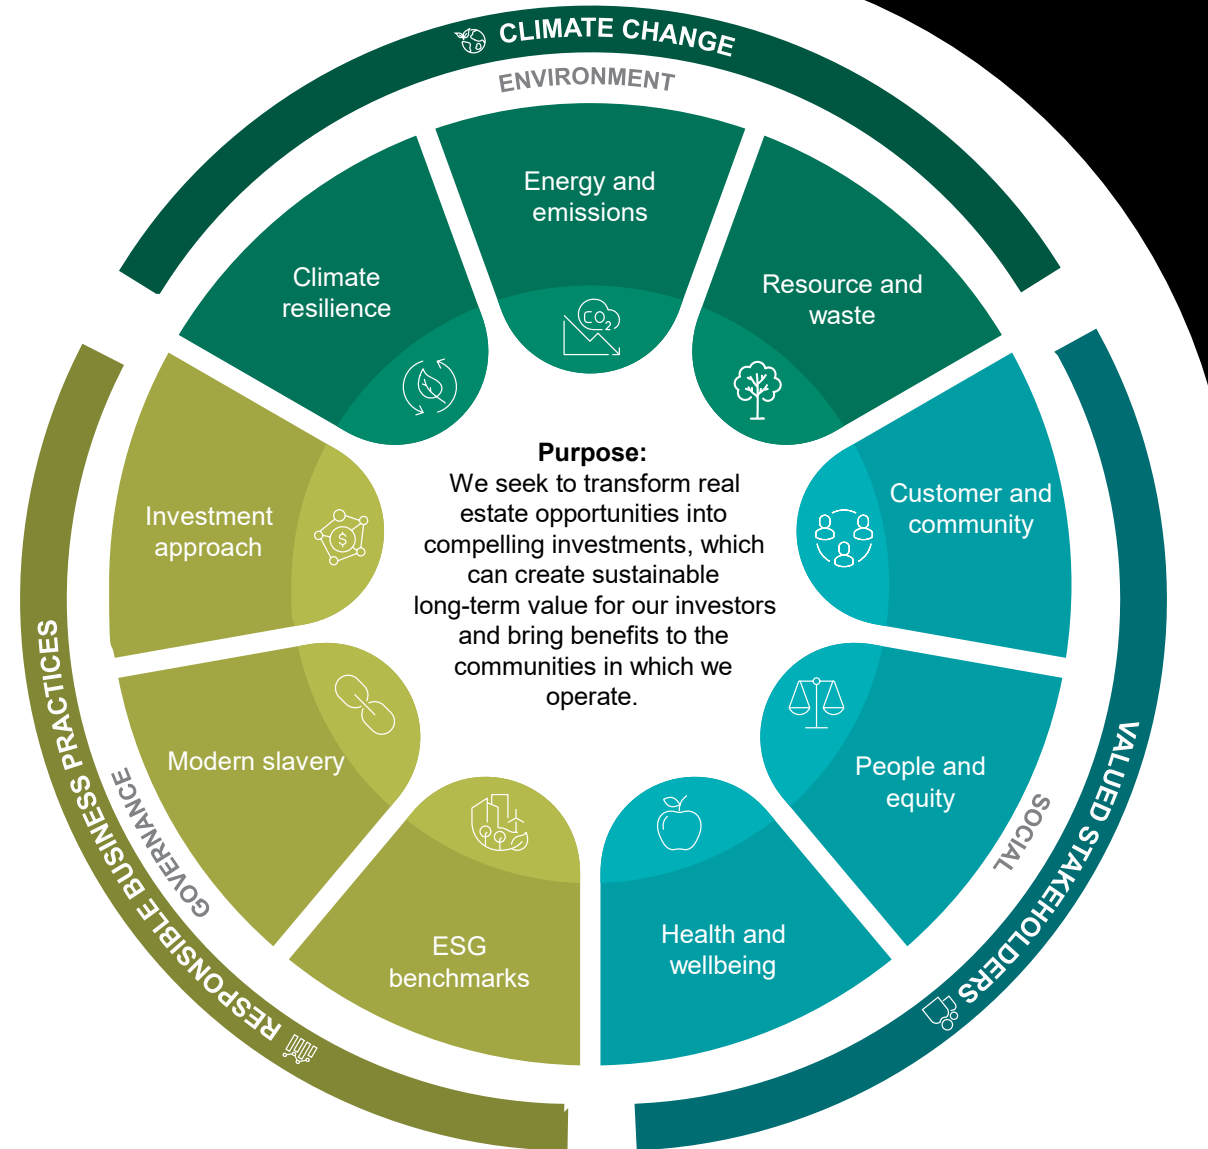 CLIMATE CHANGE
ENVIRONMENT
Energy and
emissions
Climate
resilience
Resource and
waste
CO2
Purpose:
We seek to transform real
estate opportunities into
compelling investments, which
can create sustainable
long-term value for our investors
and bring benefits to the
communities in which we
operate.
Customer and
community
Investment
approach
$
People and
equity
Modern slavery
Health and
wellbeing
ESG
benchmarks
VALUED STAKEHOLDERS
SOCIAL
RESPONSIBLE BUSINESS PRACTICES
GOVERNANCE